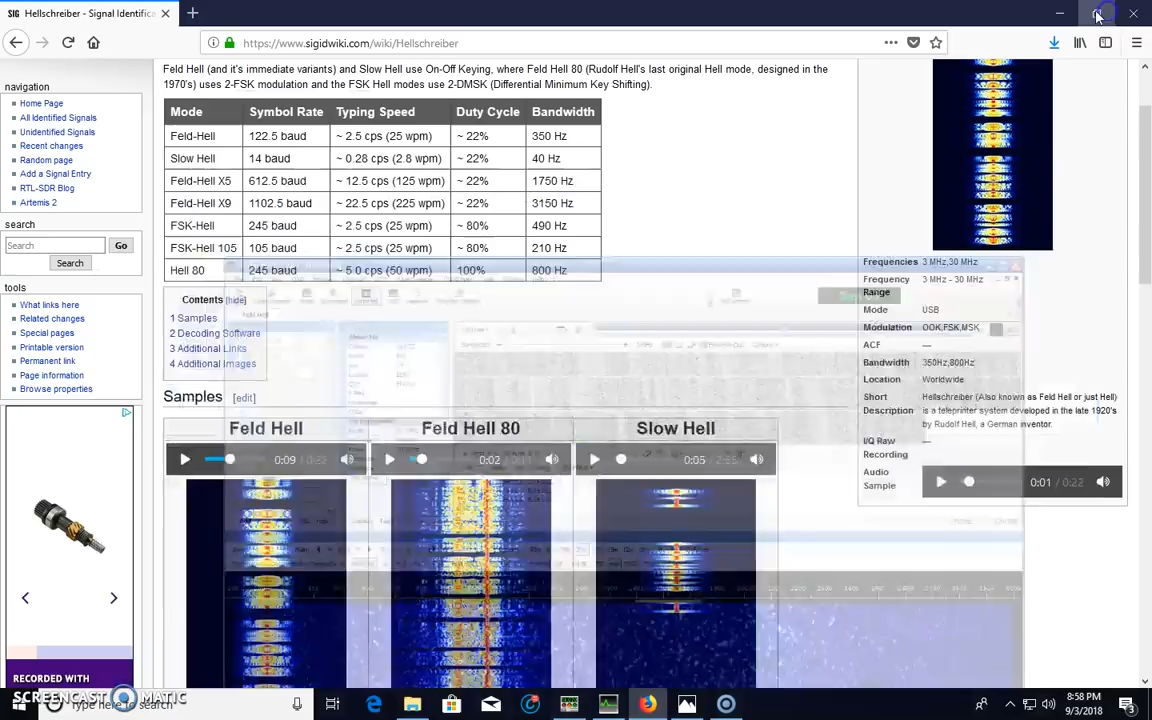 SIG Hellschreiber - Signal Identifica
https://www.sigidwiki.com/wiki/Hellschreiber
navigation
Home Page
All Identified Signals
Unidentified Signals
Recent changes
Random page
Add a Signal Entry
RTL-SDR Blog
Artemis 2
search
Search
Go
Search
tools
What links here
Related changes
Special pages
Printable version
Permanent link
Page information
Browse properties
Feld Hell (and it's immediate variants) and Slow Hell use On-Off Keying, where Feld Hell 80 (Rudolf Hell's last original Hell mode, designed in the
1970's) uses 2-FSK modulation and the FSK Hell modes use 2-DMSK (Differential Minimum Key Shifting).
Mode Symbol Rate Typing Speed Duty Cycle Bandwidth
Feld-Hell 122.5 baud ~ 2.5 cps (25 wpm) ~ 22% 350 Hz
Slow Hell 14 baud ~ 0.28 cps (2.8 wpm) ~ 22% 40 Hz
Feld-Hell X5 612.5 baud ~ 12.5 cps (125 wpm) ~ 22% 1750 Hz
Feld-Hell X9 1102.5 baud ~ 22.5 cps (225 wpm) ~ 22% 3150 Hz
FSK-Hell 245 baud ~ 2.5 cps (25 wpm) ~ 80% 490 Hz
FSK-Hell 105 105 baud ~ 2.5 cps (25 wpm) ~ 80% 210 Hz
Hell 80 245 baud ~ 5.0 cps (50 wpm) 100% 800 Hz
Contents [hide]
1 Samples
2 Decoding Software
3 Additional Links
4 Additional Images
Samples [edit]
Feld Hell Feld Hell 80 Slow Hell
0:09 / 0:22 0:02 / 0:11 0:05
Frequencies 3 MHz,30 MHz
Frequency 3 MHz - 30 MHz
Range
Mode USB
Modulation OOK,FSK,MSK
ACF —
Bandwidth 350Hz,800Hz
Location Worldwide
Short Hellschreiber (Also known as Feld Hell or just Hell)
Description is a teleprinter system developed in the late 1920's
by Rudolf Hell, a German inventor.
I/Q Raw —
Recording
Audio
Sample
0:01 / 0:22
RECORDED WITH
SCREENCAST MATIC
Type here to search
8:58 PM
9/3/2018
3